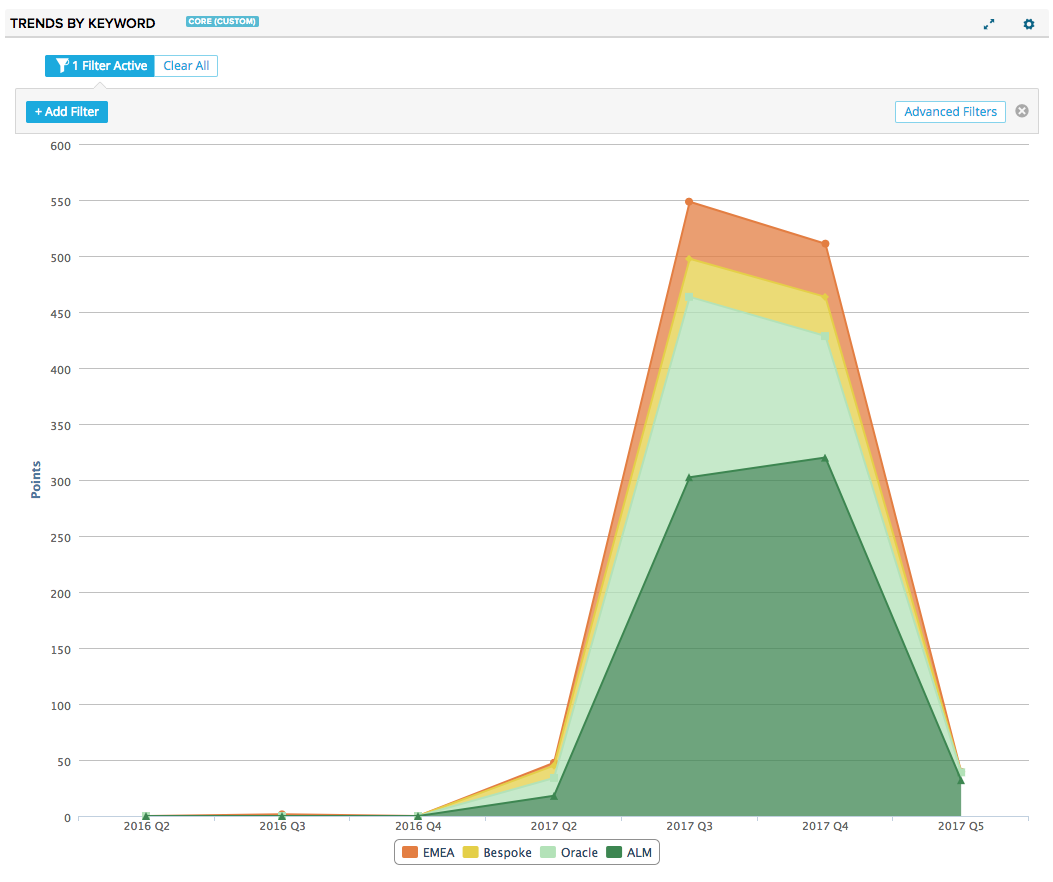 TRENDS BY KEYWORD CORE (CUSTOM)
1 Filter Active Clear All
+ Add Filter Advanced Filters
600
550
500
450
400
350
300
250
200
150
100
50
0
Points
2016 Q2 2016 Q3 2016 Q4 2017 Q2 2017 Q3 2017 Q4 2017 Q5
EMEA Bespoke Oracle ALM